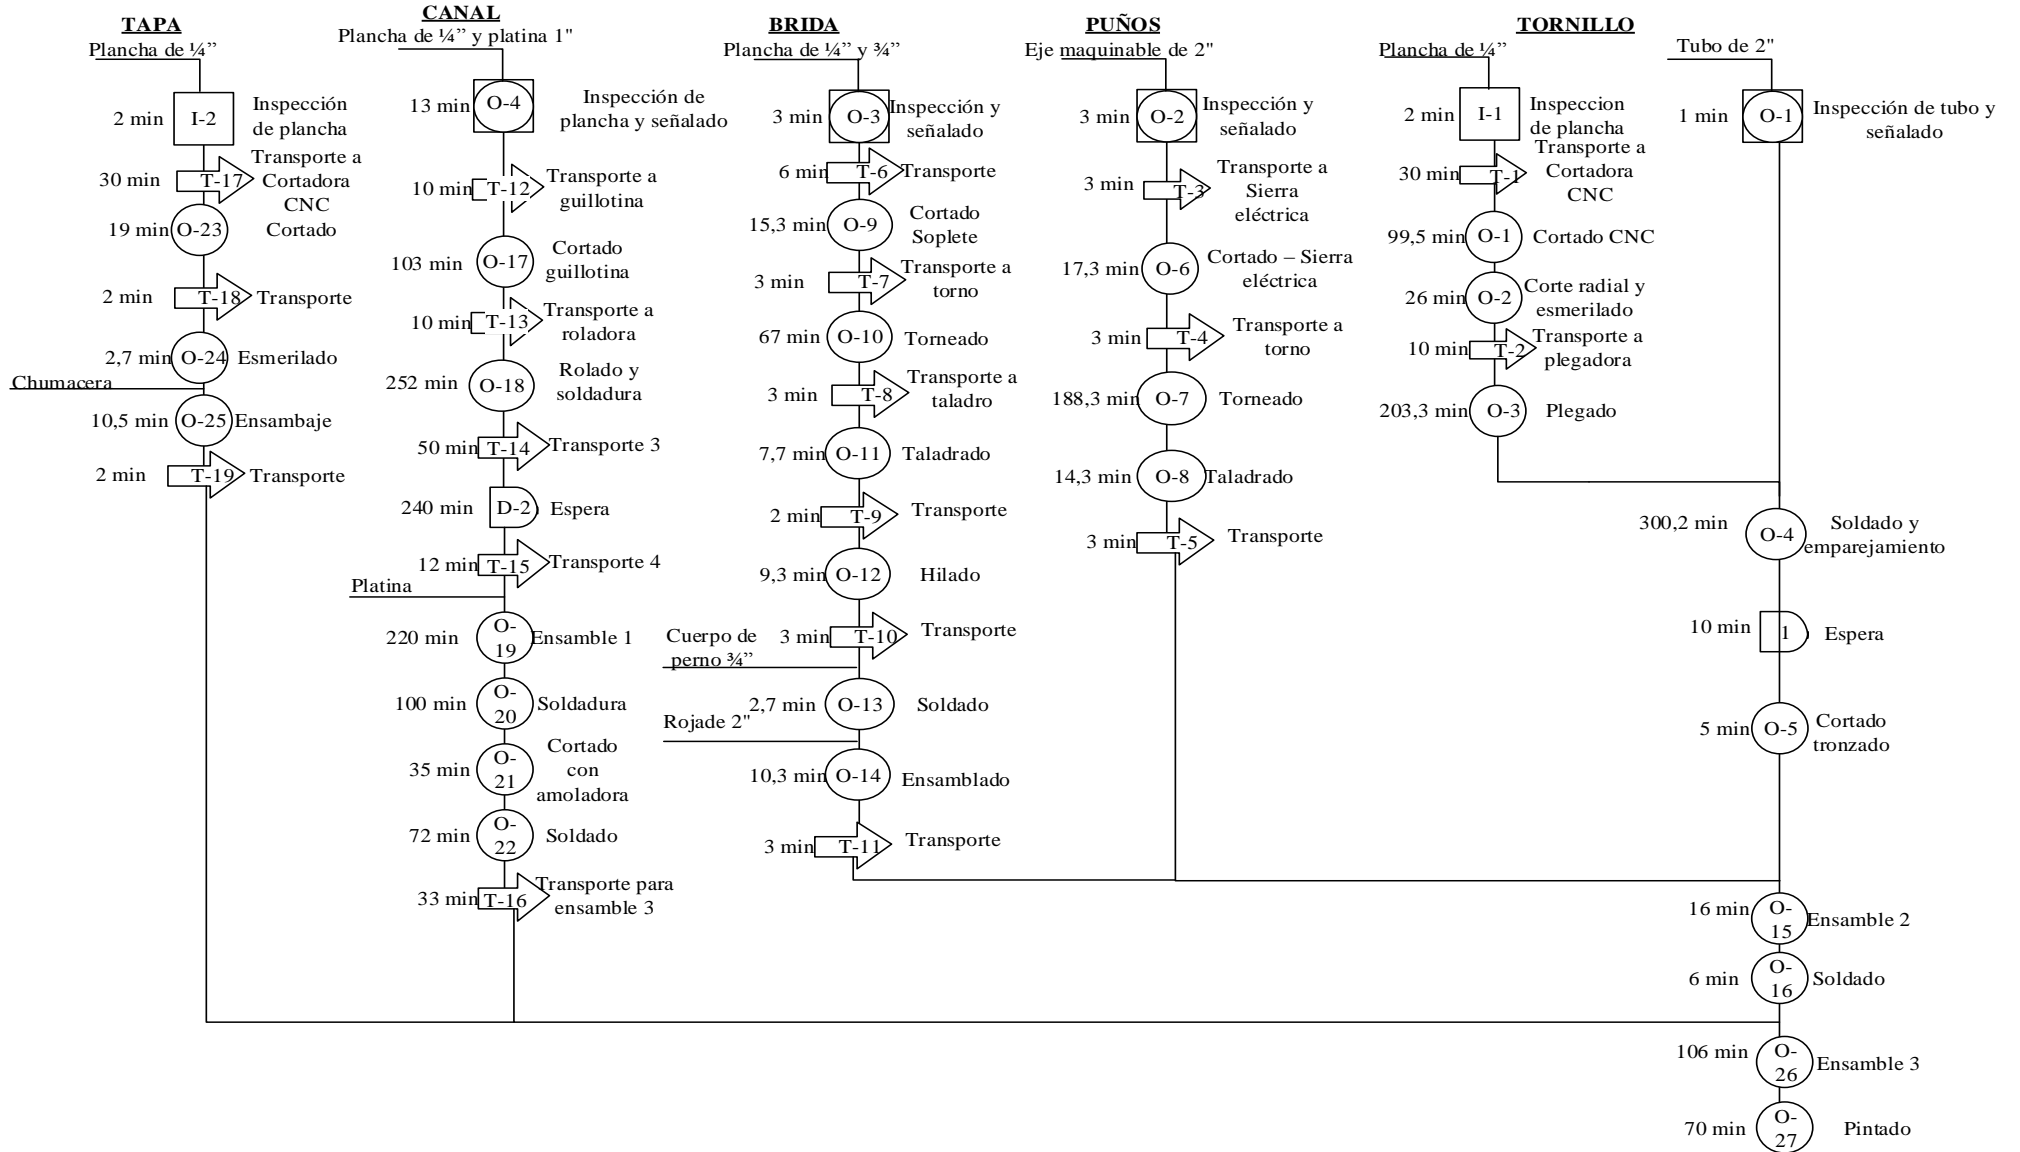 TAPA
Plancha de ¼”
2 min
I-2
Inspección
de plancha
30 min
T-17
Transporte a
Cortadora
CNC
19 min
O-23
Cortado
2 min
T-18
Transporte
2,7 min
O-24
Esmerilado
Chumacera
10,5 min
O-25
Ensambaje
2 min
T-19
Transporte
CANAL
Plancha de ¼” y platina 1"
13 min
O-4
Inspección de
plancha y señalado
10 min
T-12
Transporte a
guillotina
103 min
O-17
Cortado
guillotina
10 min
T-13
Transporte a
roladora
252 min
O-18
Rolado y
soldadura
50 min
T-14
Transporte 3
240 min
D-2
Espera
12 min
T-15
Transporte 4
Platina
220 min
O-
19
Ensamble 1
100 min
O-
20
Soldadura
35 min
O-
21
Cortado
con
amoladora
72 min
O-
22
Soldado
33 min
T-16
Transporte para
ensamble 3
BRIDA
Plancha de ¼” y ¾”
3 min
O-3
Inspección y
señalado
6 min
T-6
Transporte
15,3 min
O-9
Cortado
Soplete
3 min
T-7
Transporte a
torno
67 min
O-10
Torneado
3 min
T-8
Transporte a
taladro
7,7 min
O-11
Taladrado
2 min
T-9
Transporte
9,3 min
O-12
Hilado
3 min
T-10
Transporte
Cuerpo de
perno ¾”
2,7 min
O-13
Soldado
Rojade 2"
10,3 min
O-14
Ensamblado
3 min
T-11
Transporte
PUÑOS
Eje maquinable de 2"
3 min
O-2
Inspección y
señalado
3 min
T-3
Transporte a
Sierra
eléctrica
17,3 min
O-6
Cortado – Sierra
eléctrica
3 min
T-4
Transporte a
torno
188,3 min
O-7
Torneado
14,3 min
O-8
Taladrado
3 min
T-5
Transporte
TORNILLO
Plancha de ¼”
2 min
I-1
Inspeccion
de plancha
30 min
T-1
Transporte a
Cortadora
CNC
99,5 min
O-1
Cortado CNC
26 min
O-2
Corte radial y
esmerilado
10 min
T-2
Transporte a
plegadora
203,3 min
O-3
Plegado
Tubo de 2"
1 min
O-1
Inspección de tubo y
señalado
300,2 min
O-4
Soldado y
emparejamiento
10 min
1
Espera
5 min
O-5
Cortado
tronzado
16 min
O-
15
Ensamble 2
6 min
O-
16
Soldado
106 min
O-
26
Ensamble 3
70 min
O-
27
Pintado